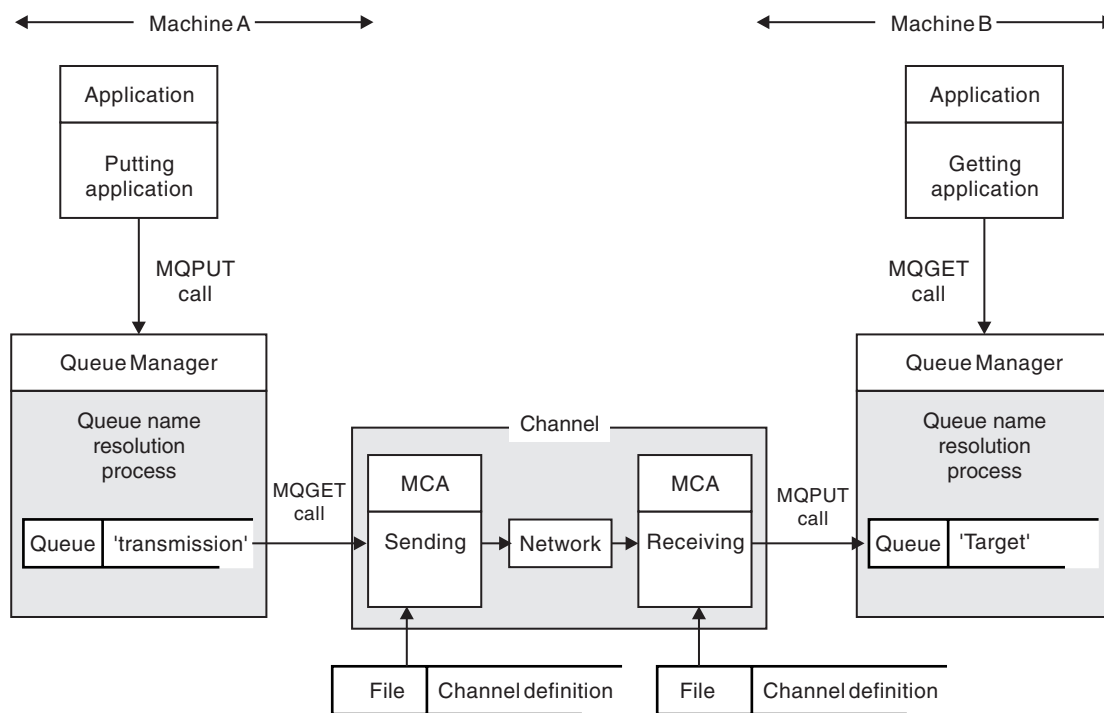 Machine A
Machine B
Application
Putting
application
Application
Getting
application
MQPUT
call
MQGET
call
Queue Manager
Queue name
resolution
process
Queue 'transmission'
MQGET
call
Channel
MCA
Sending
Network
MCA
Receiving
MQPUT
call
Queue Manager
Queue name
resolution
process
Queue 'Target'
File Channel definition
File Channel definition